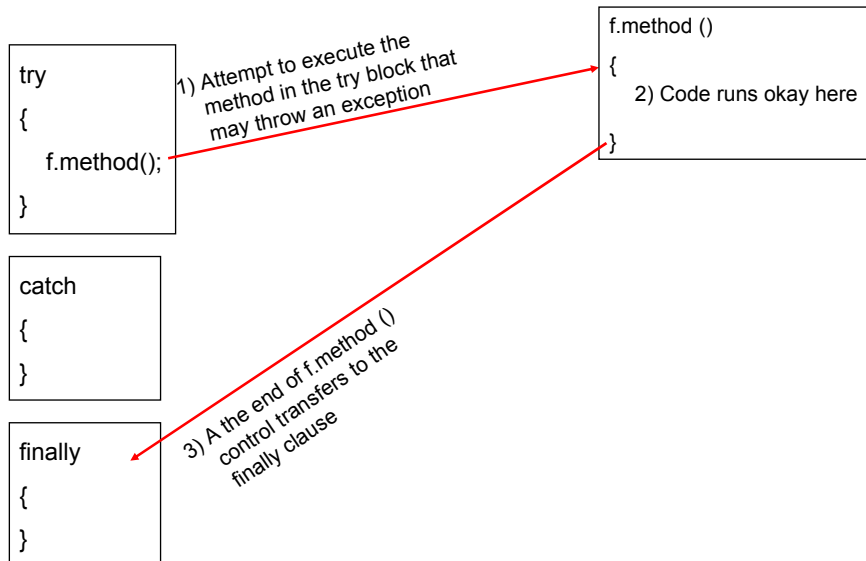 try
{
f.method();
}
1) Attempt to execute the
method in the try block that
may throw an exception
f.method ()
{
2) Code runs okay here
}
catch
{
}
3) A the end of f.method ()
control transfers to the
finally clause
finally
{
}